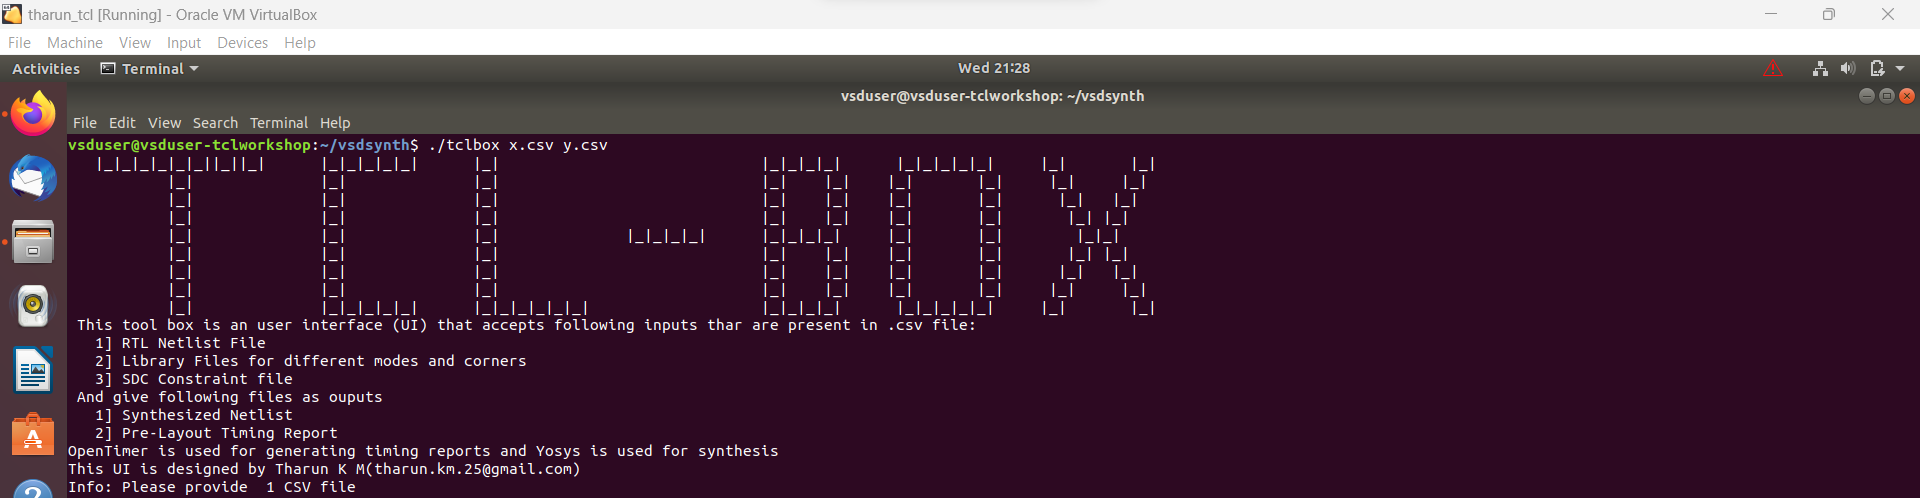 tharun_tcl [Running] - Oracle VM VirtualBox
File Machine View Input Devices Help
Activities Terminal Wed 21:28
vsduser@vsduser-tclworkshop: ~/vsdsynth
File Edit View Search Terminal Help
vsduser@vsduser-tclworkshop:~/vsdsynth$ ./tclbox x.csv y.csv
TCL-BOX
This tool box is an user interface (UI) that accepts following inputs thar are present in .csv file:
1] RTL Netlist File
2] Library Files for different modes and corners
3] SDC Constraint file
And give following files as ouputs
1] Synthesized Netlist
2] Pre-Layout Timing Report
OpenTimer is used for generating timing reports and Yosys is used for synthesis
This UI is designed by Tharun K M(tharun.km.25@gmail.com)
Info: Please provide  1 CSV file